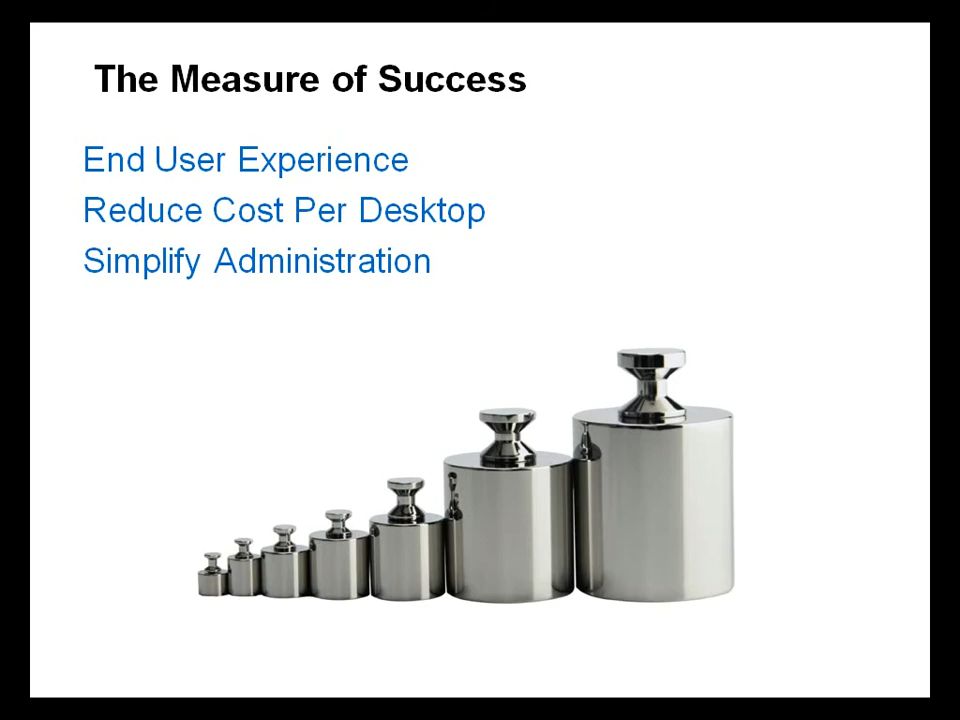 The Measure of Success
End User Experience
Reduce Cost Per Desktop
Simplify Administration